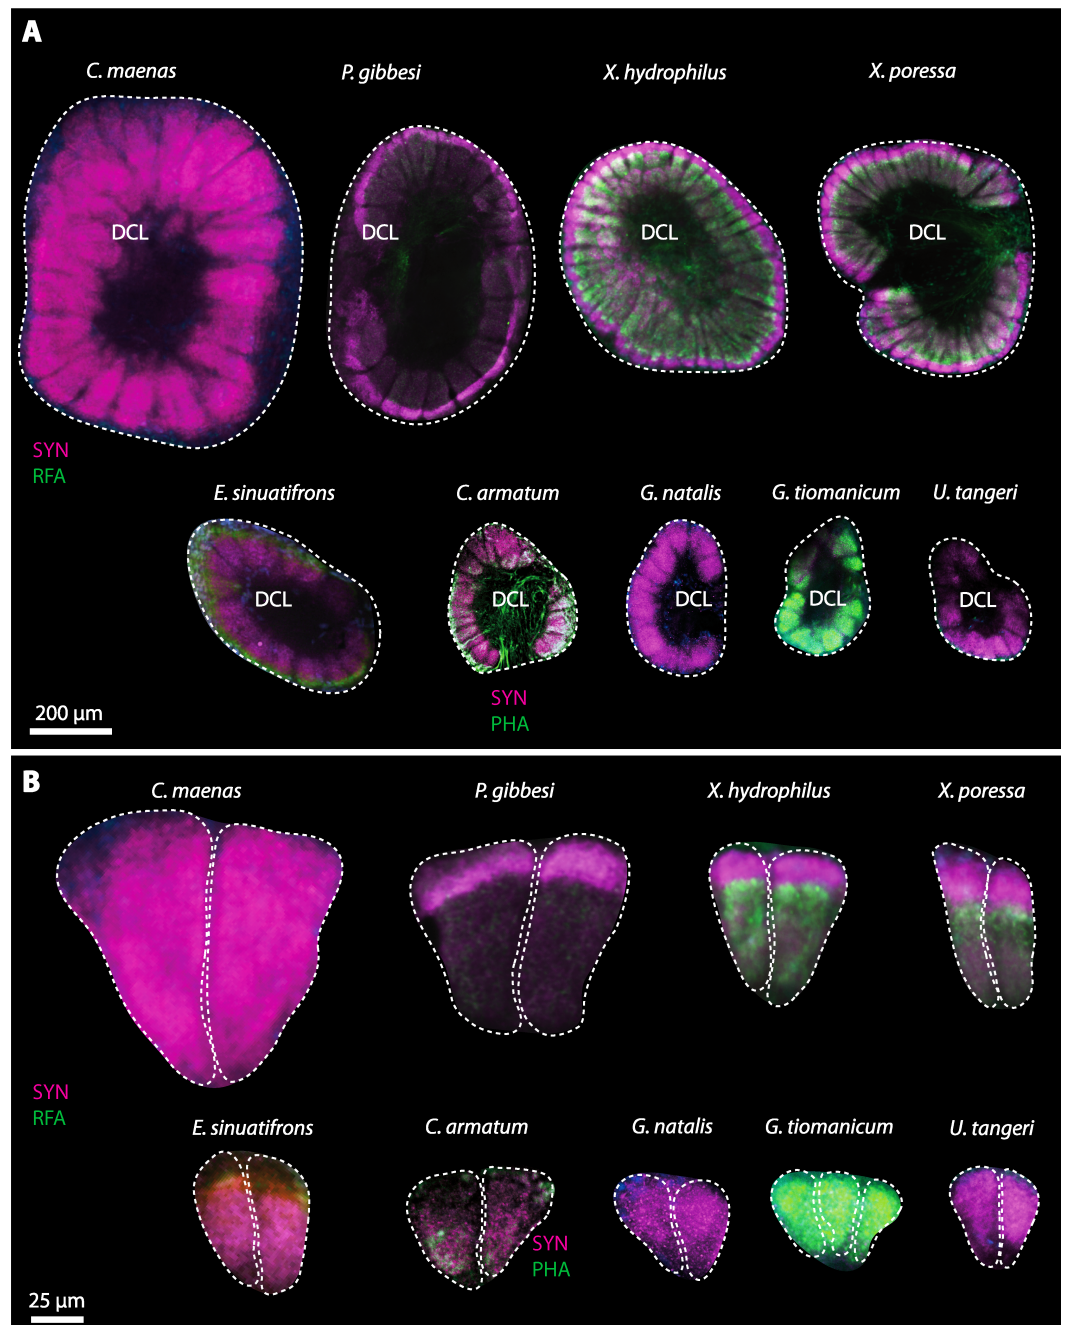 A
C. maenas P. gibbesi X. hydrophilus X. poressa
DCL DCL DCL DCL
SYN
RFA
E. sinuatifrons C. armatum G. natalis G. tiomanicum U. tangeri
DCL DCL DCL DCL DCL
SYN
PHA
200 µm
B
C. maenas P. gibbesi X. hydrophilus X. poressa
SYN
RFA
E. sinuatifrons C. armatum G. natalis G. tiomanicum U. tangeri
SYN
PHA
25 µm